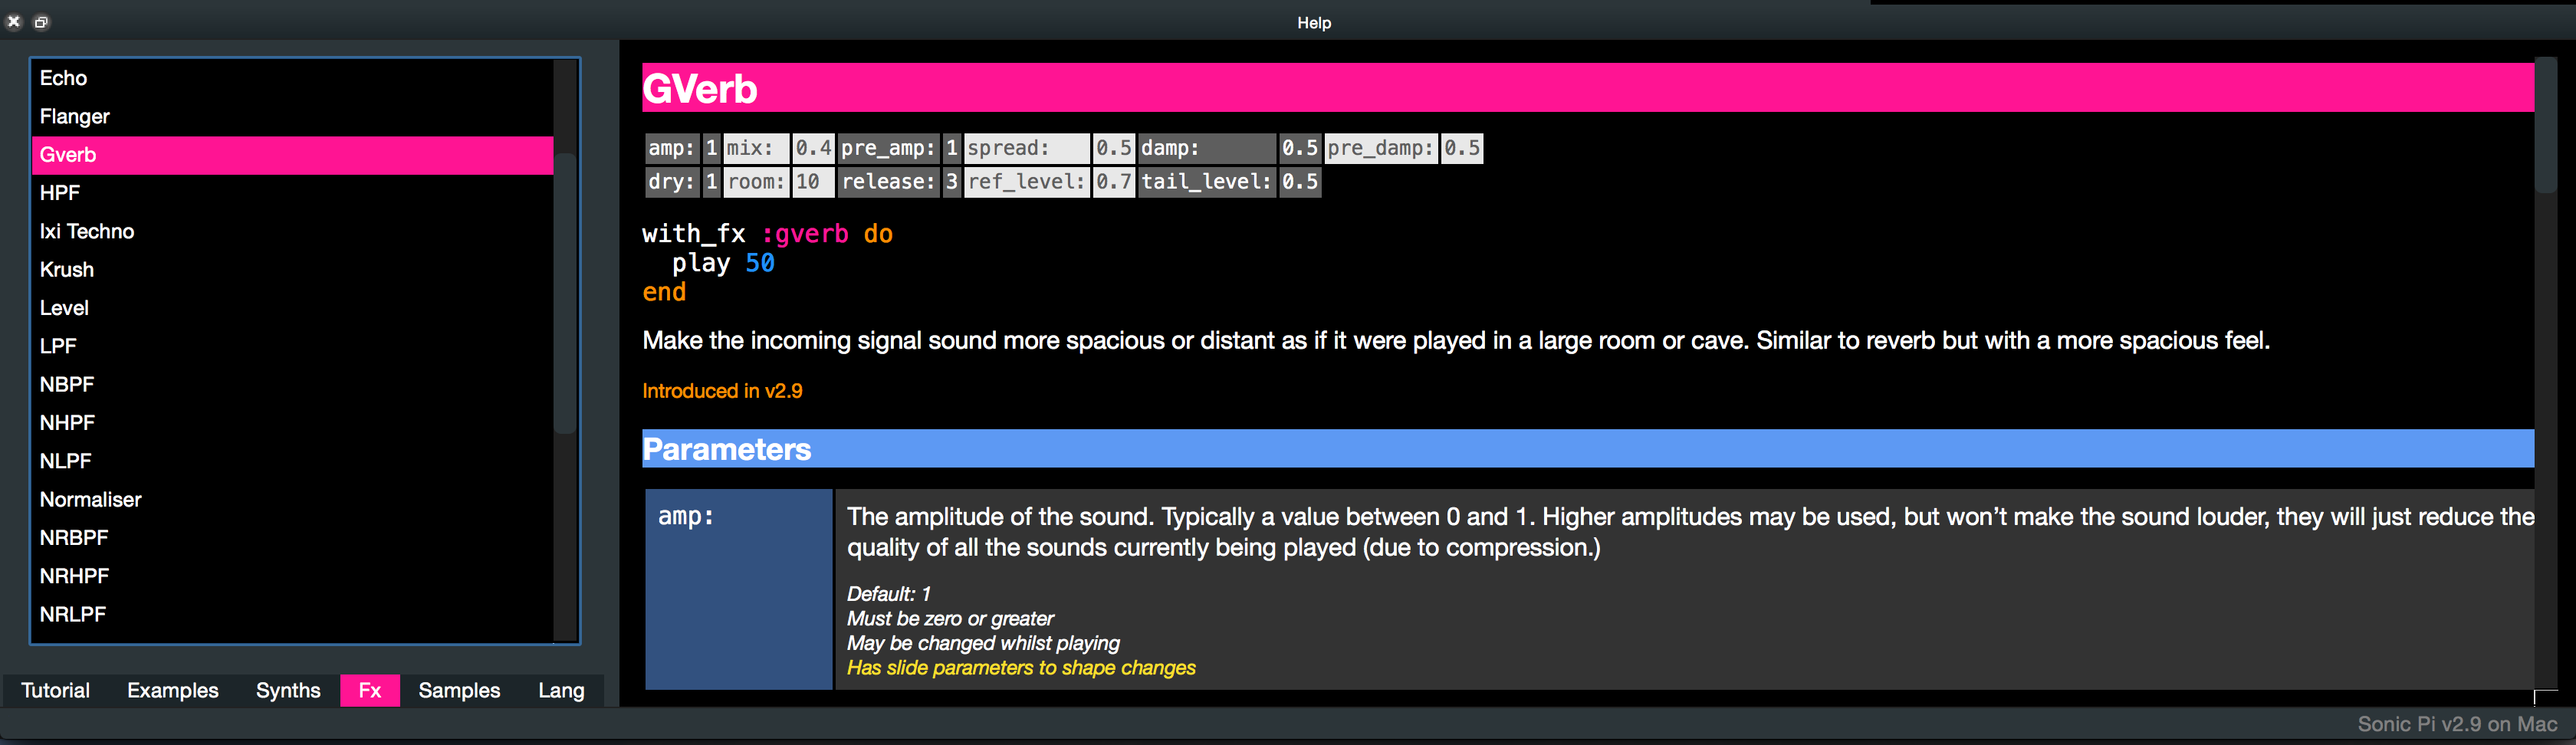 Help
Echo
Flanger
Gverb
HPF
Ixi Techno
Krush
Level
LPF
NBPF
NHPF
NLPF
Normaliser
NRBPF
NRHPF
NRLPF
Tutorial Examples Synths Fx Samples Lang
GVerb
amp: 1 mix: 0.4 pre_amp: 1 spread: 0.5 damp: 0.5 pre_damp: 0.5
dry: 1 room: 10 release: 3 ref_level: 0.7 tail_level: 0.5
with_fx :gverb do
play 50
end
Make the incoming signal sound more spacious or distant as if it were played in a large room or cave. Similar to reverb but with a more spacious feel.
Introduced in v2.9
Parameters
amp:
The amplitude of the sound. Typically a value between 0 and 1. Higher amplitudes may be used, but won’t make the sound louder, they will just reduce the
quality of all the sounds currently being played (due to compression.)
Default: 1
Must be zero or greater
May be changed whilst playing
Has slide parameters to shape changes
Sonic Pi v2.9 on Mac